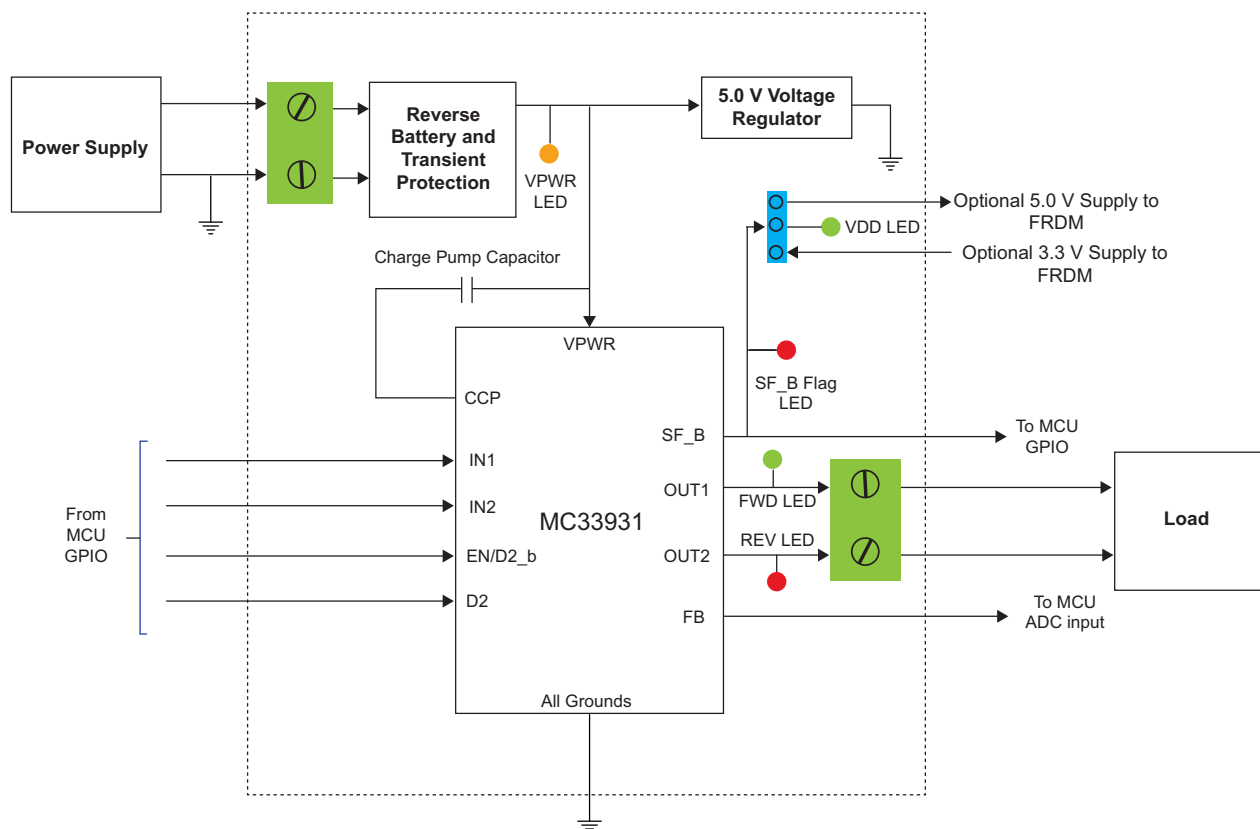 Power Supply
Reverse
Battery and
Transient
Protection
VPWR
LED
5.0 V Voltage
Regulator
Optional 5.0 V Supply to
FRDM
VDD LED
Optional 3.3 V Supply to
FRDM
Charge Pump Capacitor
VPWR
SF_B Flag
LED
CCP
SF_B
To MCU
GPIO
From
MCU
GPIO
IN1
IN2
EN/D2_b
D2
MC33931
OUT1
FWD LED
OUT2
REV LED
FB
Load
To MCU
ADC input
All Grounds